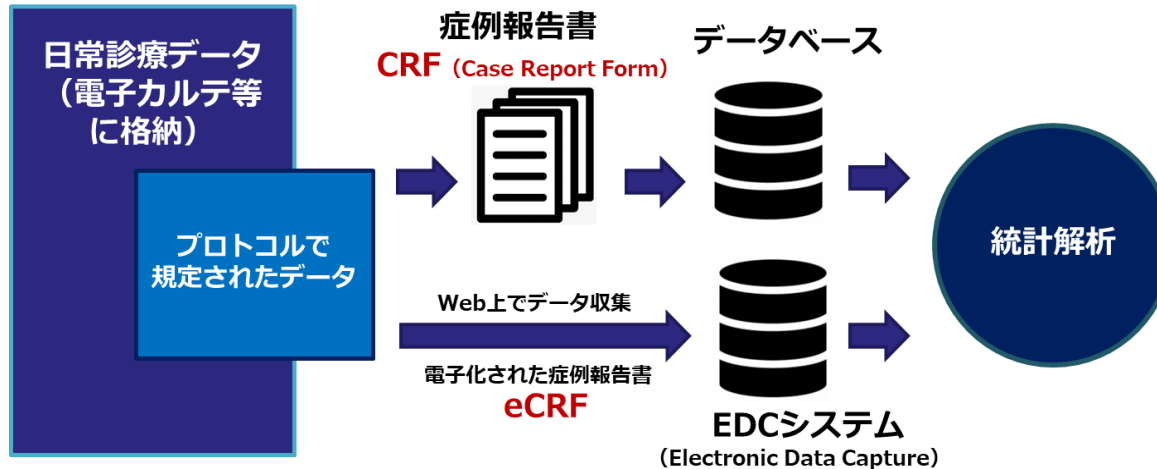 日常診療データ
（電子カルテ等
に格納）
プロトコルで
規定されたデータ
症例報告書
CRF（Case Report Form）
データベース
Web上でデータ収集
電子化された症例報告書
eCRF
EDCシステム
（Electronic Data Capture）
統計解析